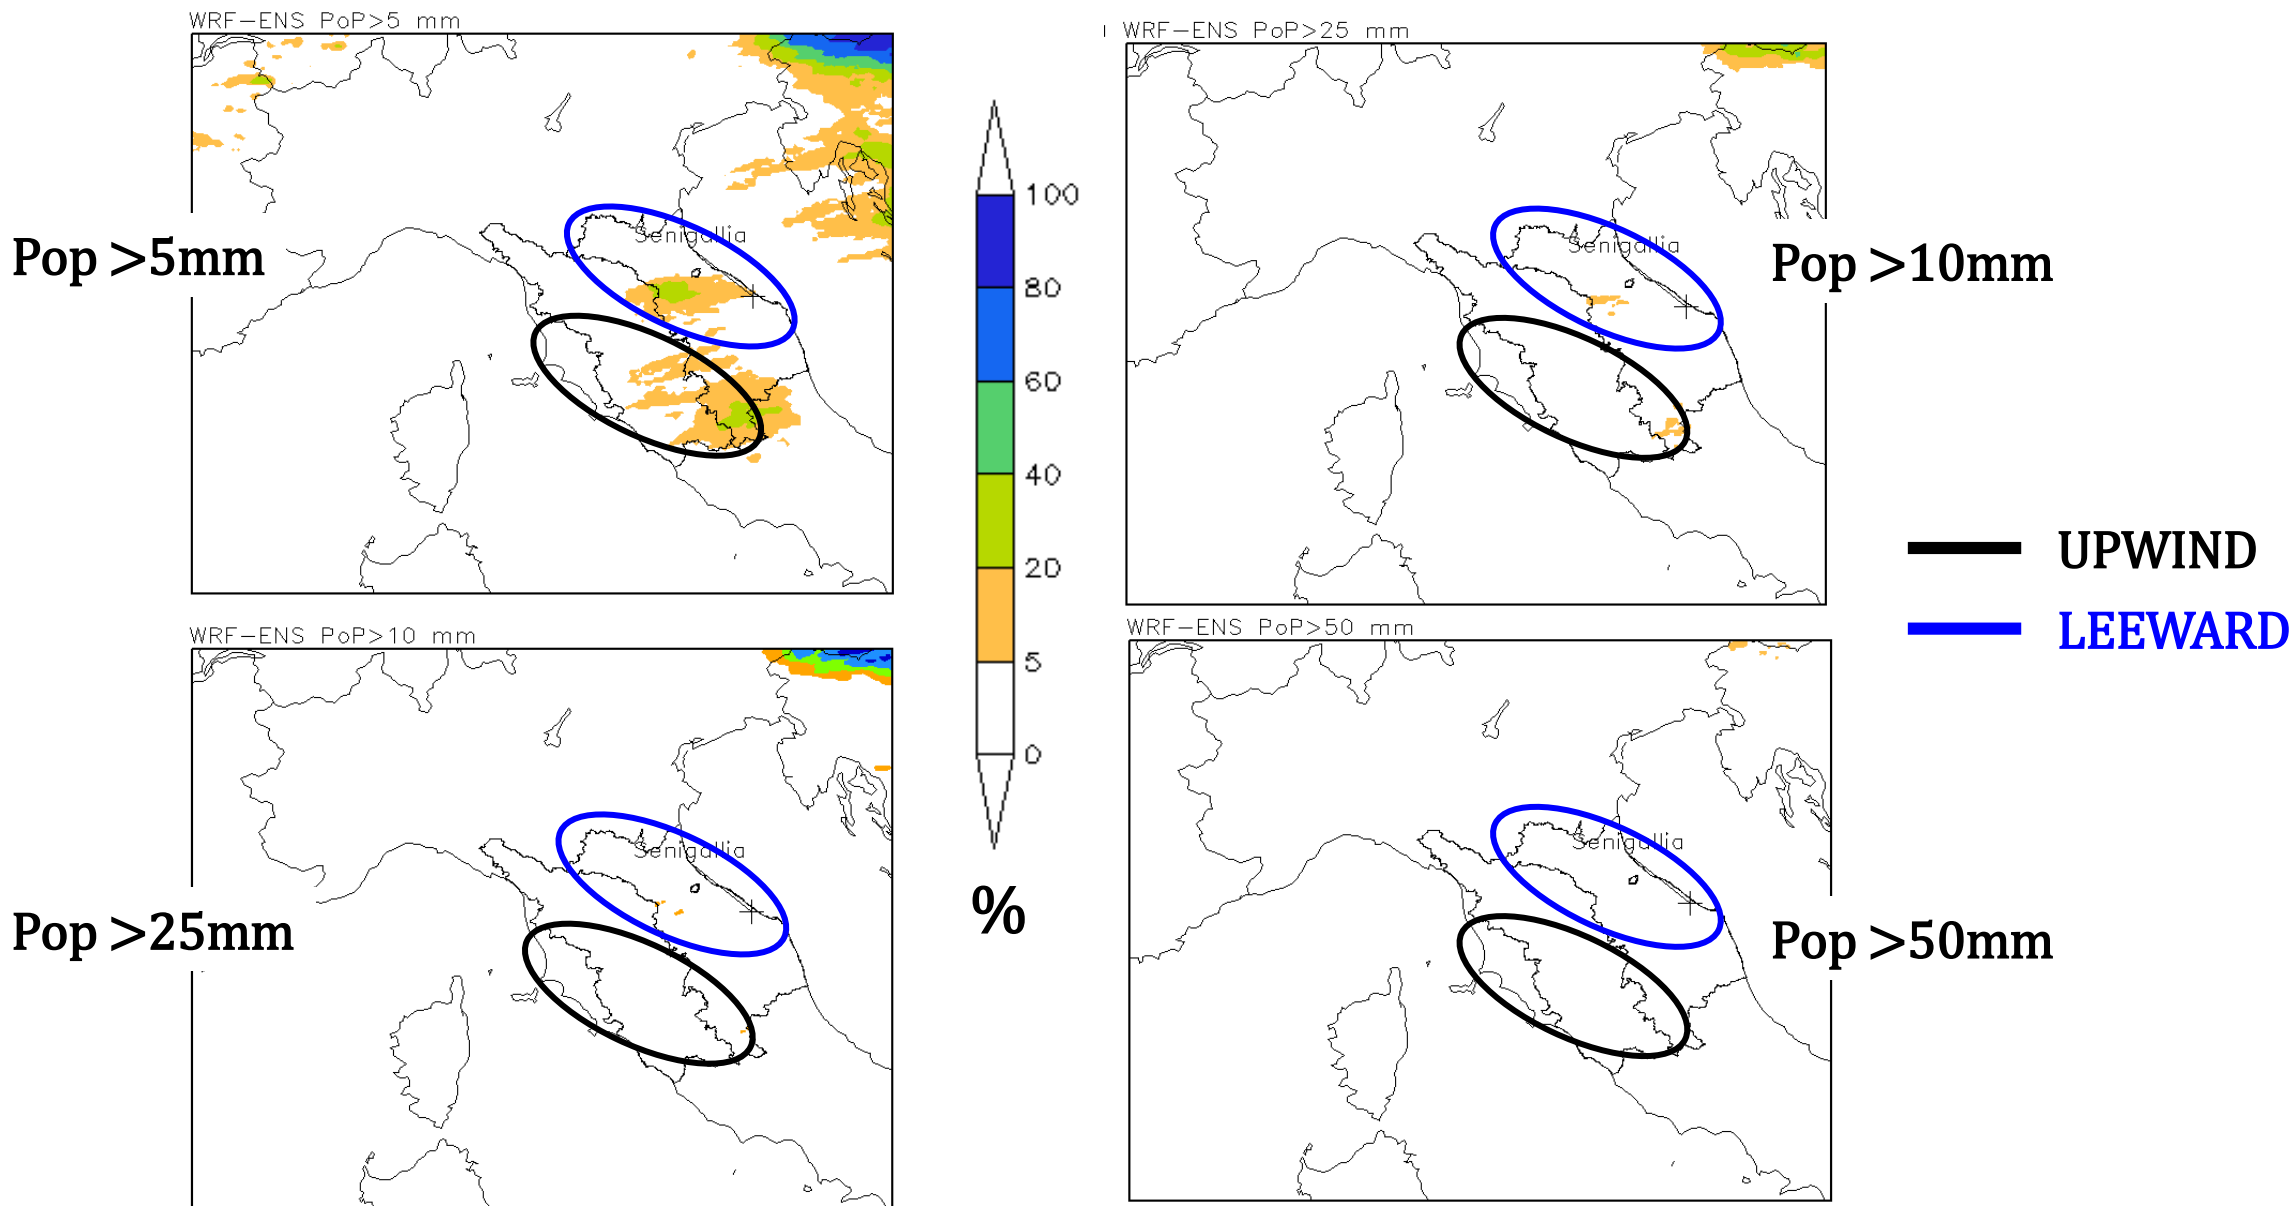 WRF-ENS PoP>5 mm
WRF-ENS PoP>25 mm
Senigallia
Senigallia
Pop >5mm
Pop >10mm
100
80
60
40
20
5
0
%
UPWIND
LEEWARD
WRF-ENS PoP>10 mm
WRF-ENS PoP>50 mm
Senigallia
Senigallia
Pop >25mm
Pop >50mm